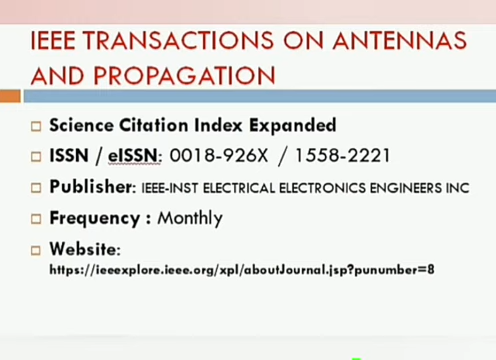 IEEE TRANSACTIONS ON ANTENNAS
AND PROPAGATION
Science Citation Index Expanded
ISSN / eISSN: 0018-926X / 1558-2221
Publisher: IEEE-INST ELECTRICAL ELECTRONICS ENGINEERS INC
Frequency : Monthly
Website:
https://ieeexplore.ieee.org/xpl/aboutJournal.jsp?punumber=8